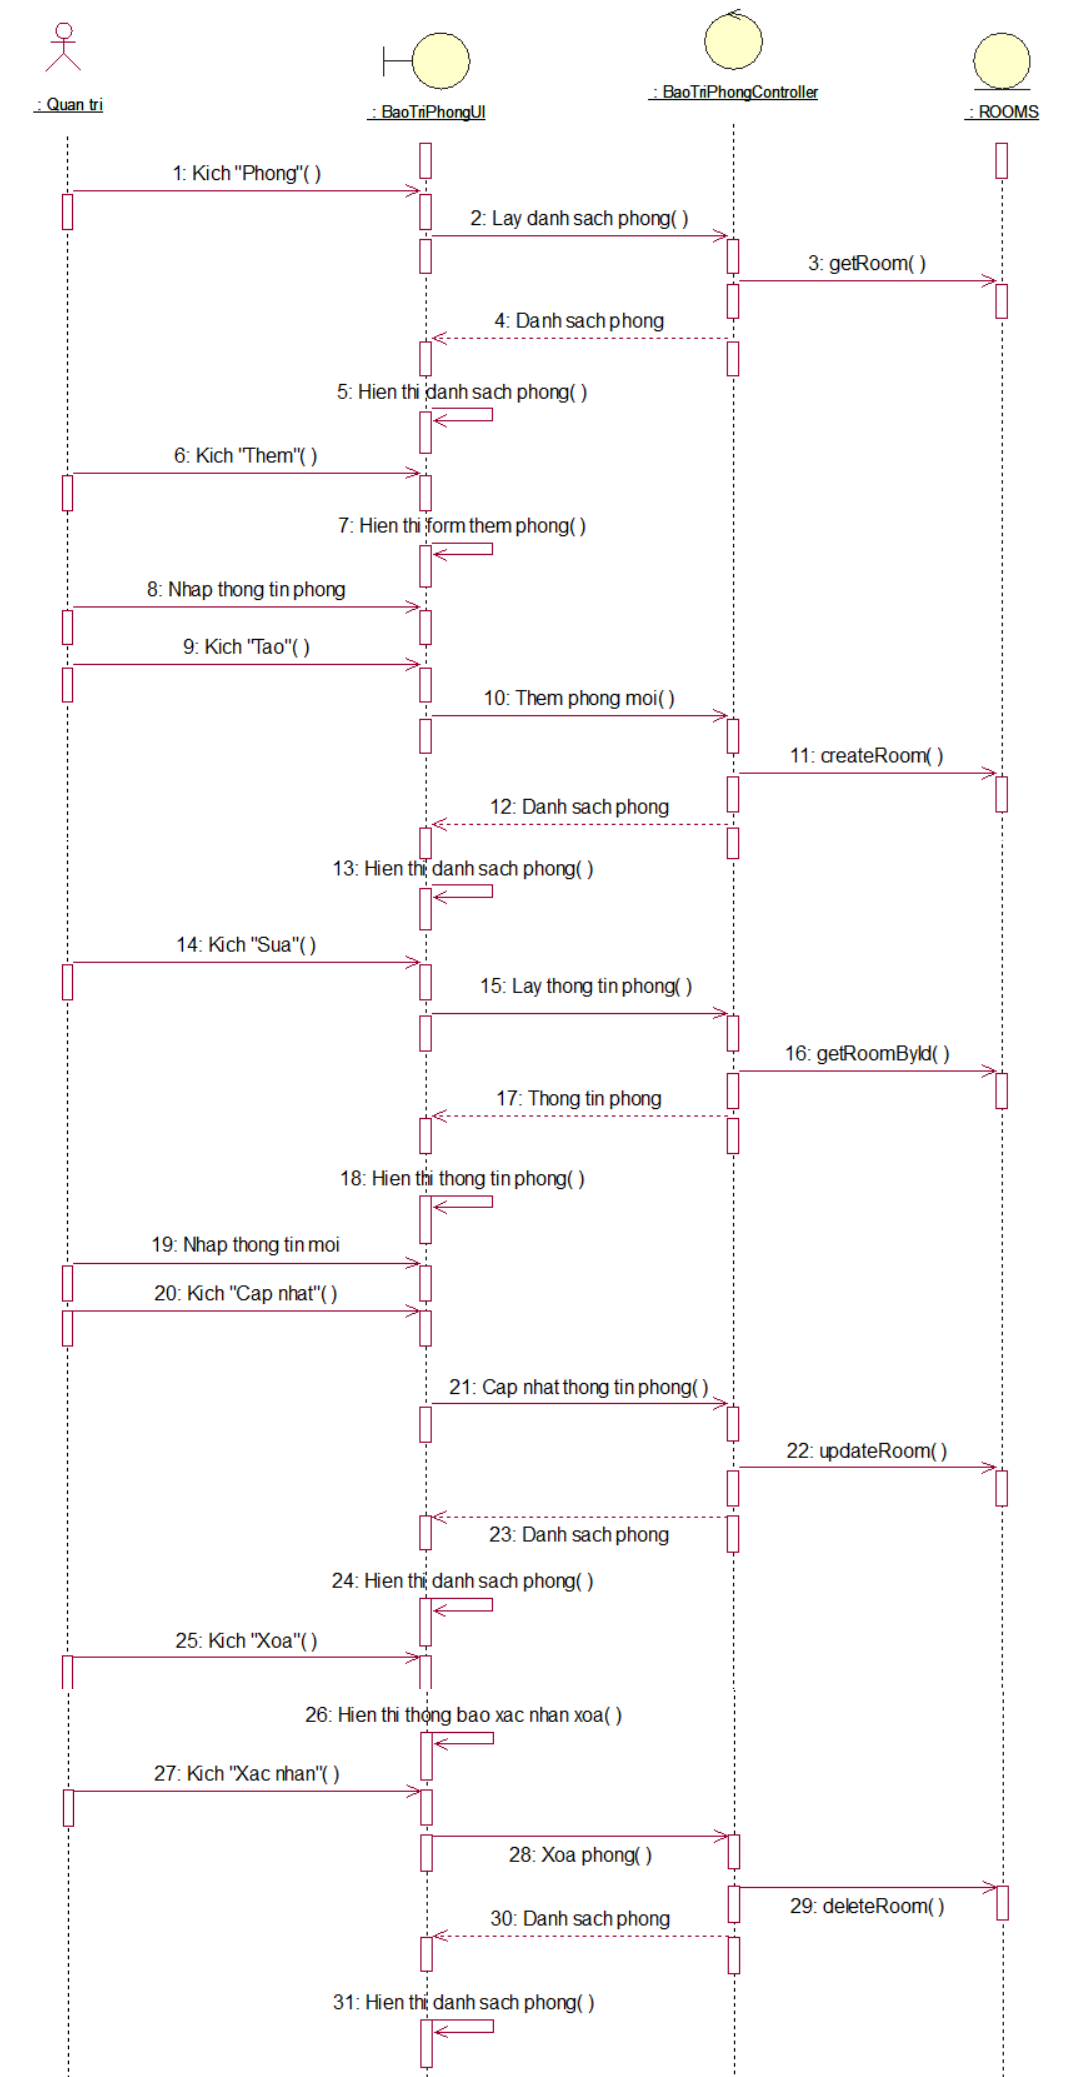 : Quan tri
: BaoTriPhongUI
: BaoTriPhongController
: ROOMS
1: Kich "Phong"( )
2: Lay danh sach phong( )
3: getRoom( )
4: Danh sach phong
5: Hien thi danh sach phong( )
6: Kich "Them"( )
7: Hien thi form them phong( )
8: Nhap thong tin phong
9: Kich "Tao"( )
10: Them phong moi( )
11: createRoom( )
12: Danh sach phong
13: Hien thi danh sach phong( )
14: Kich "Sua"( )
15: Lay thong tin phong( )
16: getRoomById( )
17: Thong tin phong
18: Hien thi thong tin phong( )
19: Nhap thong tin moi
20: Kich "Cap nhat"( )
21: Cap nhat thong tin phong( )
22: updateRoom( )
23: Danh sach phong
24: Hien thi danh sach phong( )
25: Kich "Xoa"( )
26: Hien thi thong bao xac nhan xoa( )
27: Kich "Xac nhan"( )
28: Xoa phong( )
29: deleteRoom( )
30: Danh sach phong
31: Hien thi danh sach phong( )